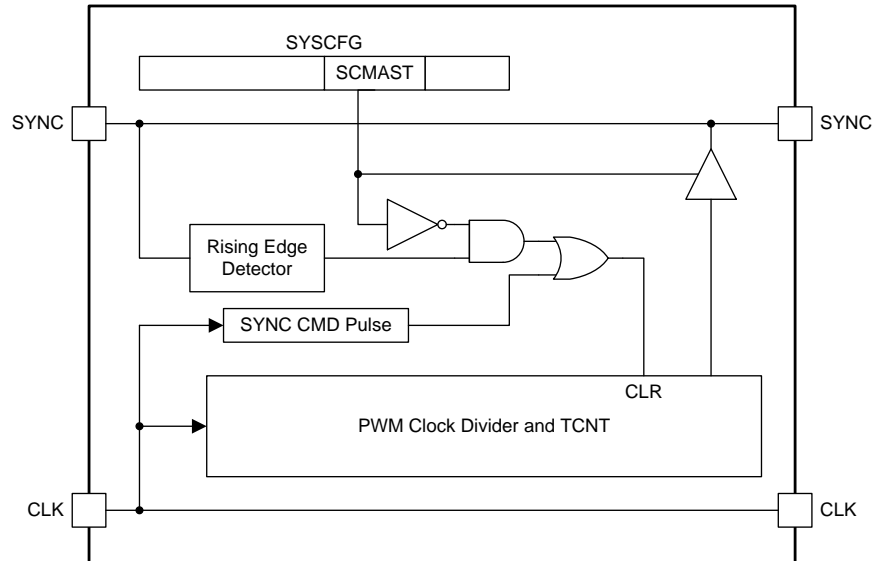 SYSCFG
SCMAST
SYNC
SYNC
Rising Edge
Detector
SYNC CMD Pulse
CLR
PWM Clock Divider and TCNT
CLK
CLK